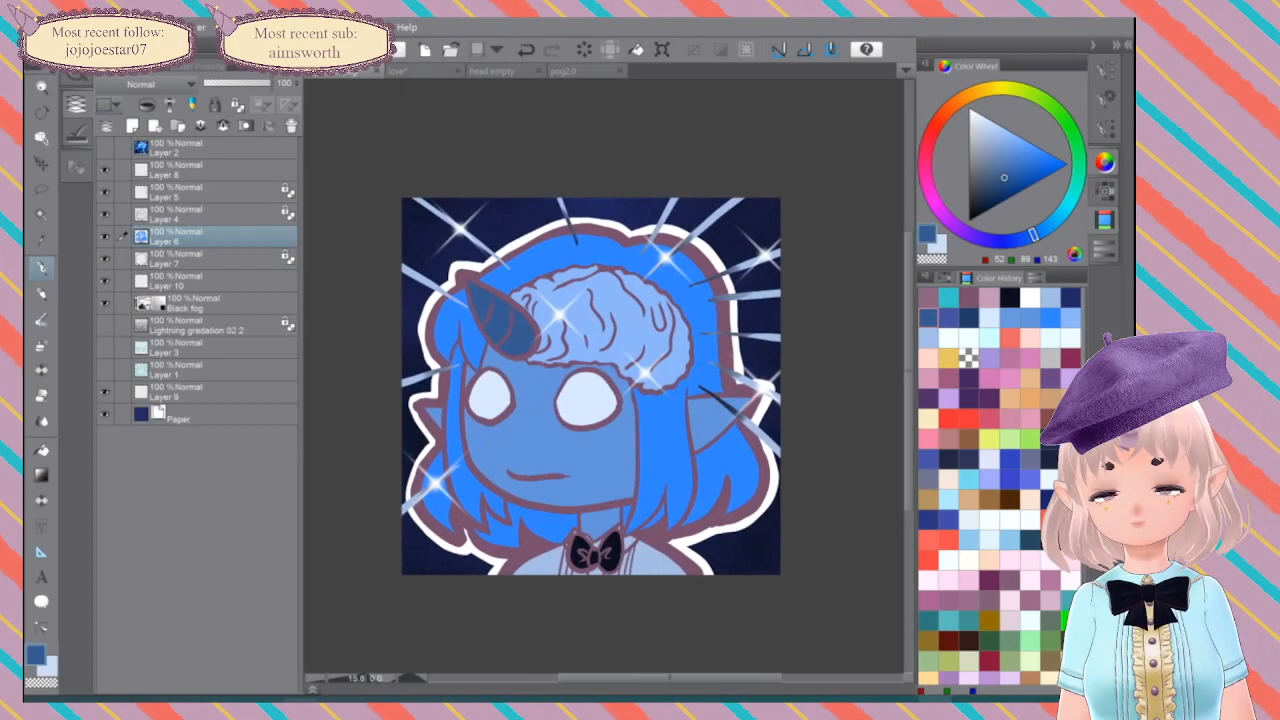 Most recent follow:
jojojoestar07
Most recent sub:
aimsworth
Help
love*
head empty
pog2.0
Normal
100
100 %Normal
Layer 2
100 %Normal
Layer 8
100 %Normal
Layer 5
100 %Normal
Layer 4
100 %Normal
Layer 6
100 %Normal
Layer 7
100 %Normal
Layer 10
100 %Normal
Black fog
100 %Normal
Lightning gradation 02 2
100 %Normal
Layer 3
100 %Normal
Layer 1
100 %Normal
Layer 9
Paper
Color Wheel
52
89
143
Color History